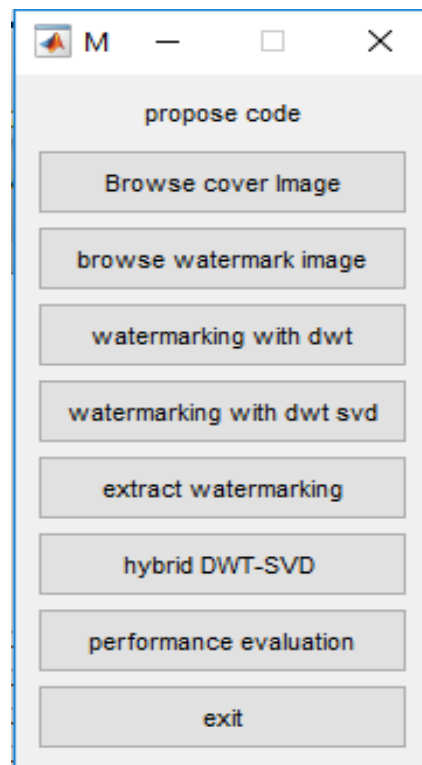 M
propose code
Browse cover Image
browse watermark image
watermarking with dwt
watermarking with dwt svd
extract watermarking
hybrid DWT-SVD
performance evaluation
exit